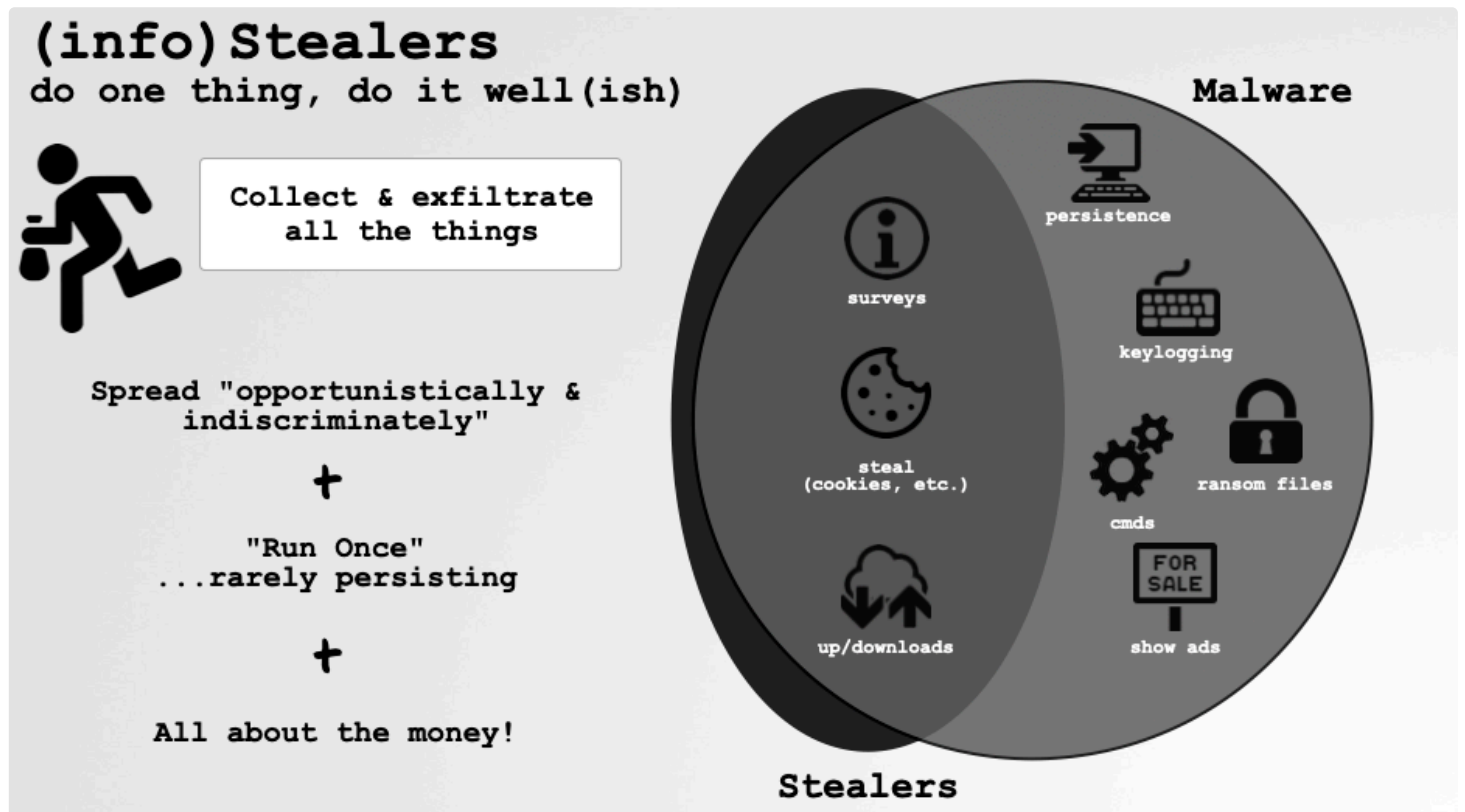 (info)Stealers
do one thing, do it well(ish)
Collect & exfiltrate
all the things
Spread "opportunistically &
indiscriminately"
+
"Run Once"
...rarely persisting
+
All about the money!
Malware
persistence
surveys
keylogging
steal
(cookies, etc.)
ransom files
cmds
FOR
SALE
up/downloads
show ads
Stealers